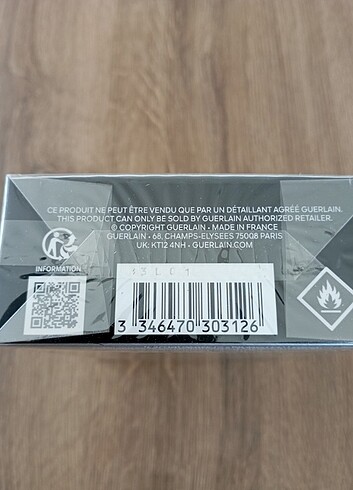 CE PRODUIT NE PEUT ÊTRE VENDU QUE PAR UN DÉTAILLANT AGRÉÉ GUERLAIN.
THIS PRODUCT CAN ONLY BE SOLD BY GUERLAIN AUTHORIZED RETAILER.
© COPYRIGHT GUERLAIN • MADE IN FRANCE
GUERLAIN • 68, CHAMPS-ELYSEES 75008 PARIS
UK: KT12 4NH • GUERLAIN.COM
INFORMATION
3L01
3 346470 303126